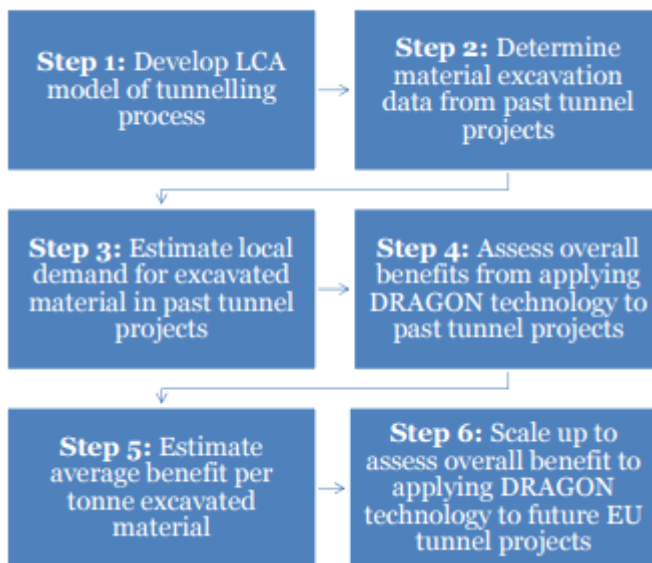 Step 1: Develop LCA
model of tunnelling
process
Step 2: Determine
material excavation
data from past tunnel
projects
Step 3: Estimate local
demand for excavated
material in past tunnel
projects
Step 4: Assess overall
benefits from applying
DRAGON technology to
past tunnel projects
Step 5: Estimate
average benefit per
tonne excavated
material
Step 6: Scale up to
assess overall benefit to
applying DRAGON
technology to future EU
tunnel projects